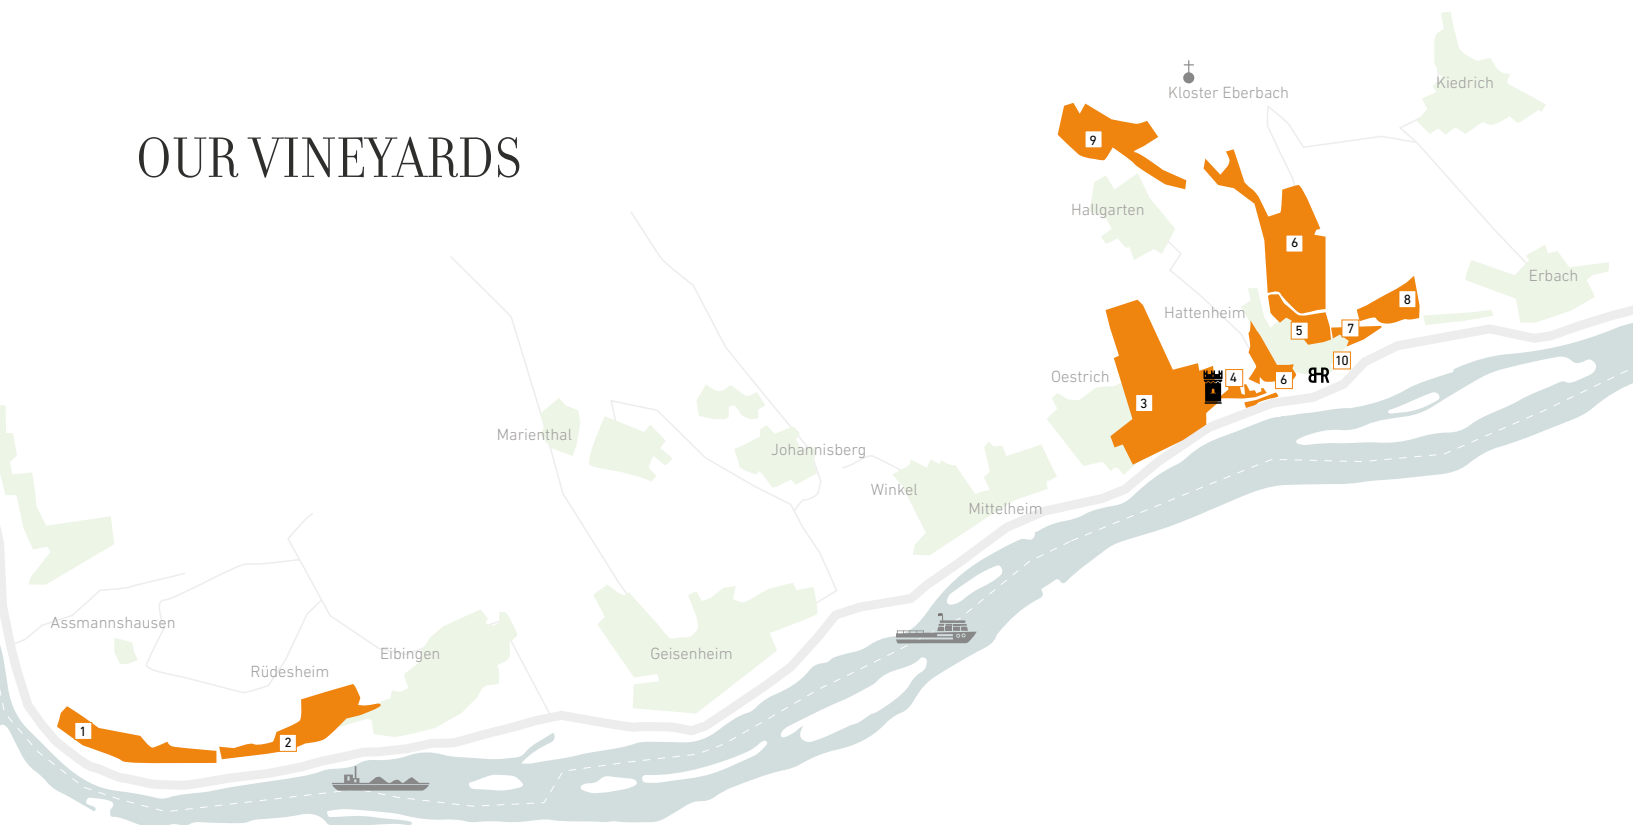 OUR VINEYARDS
Kloster Eberbach
Kiedrich
9
Hallgarten
6
Erbach
8
Hattenheim
5
7
10
Oestrich
4
6
BHR
3
Marienthal
Johannisberg
Winkel
Mittelheim
Assmannshausen
Rüdesheim
Eibingen
Geisenheim
1
2